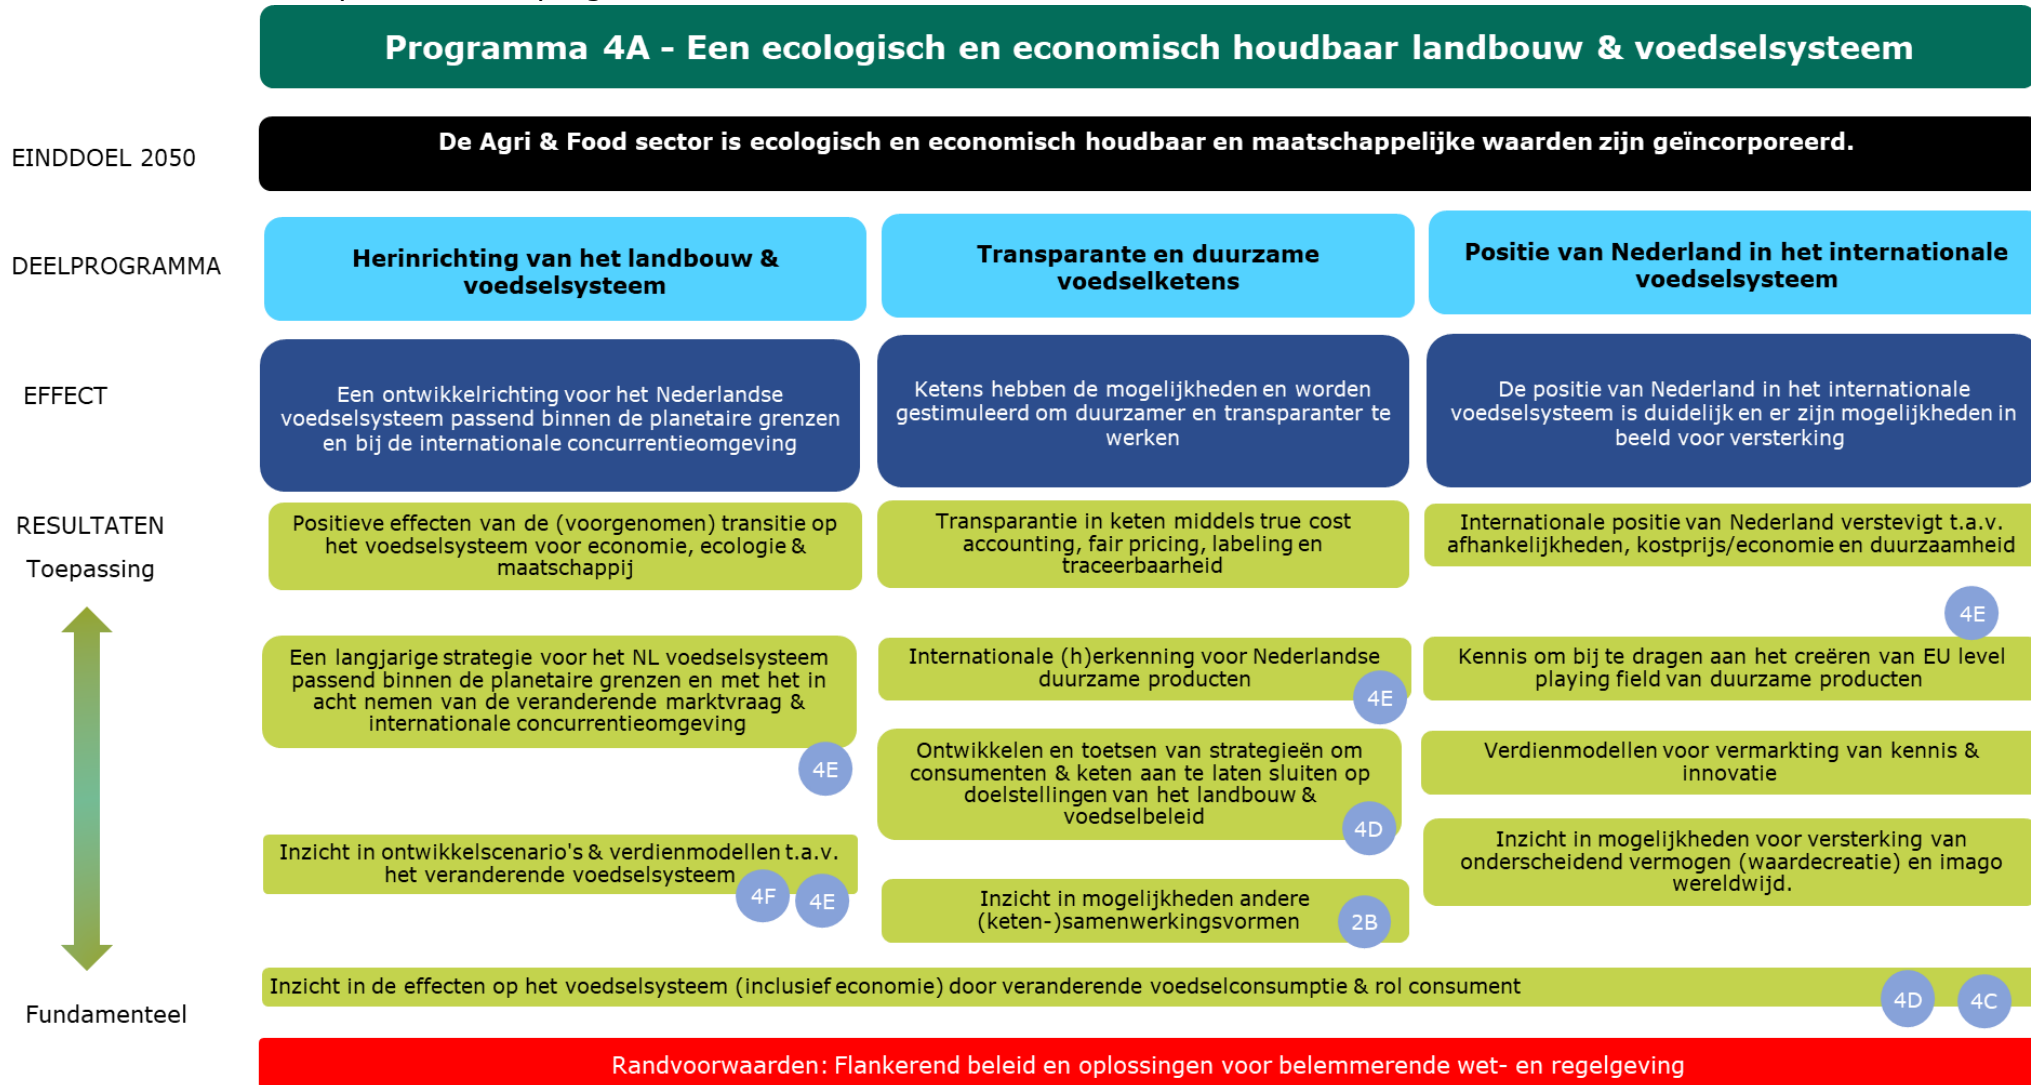 Programma 4A - Een ecologisch en economisch houdbaar landbouw & voedselsysteem
EINDDOEL 2050
De Agri & Food sector is ecologisch en economisch houdbaar en maatschappelijke waarden zijn geïncorporeerd.
DEELPROGRAMMA
Herinrichting van het landbouw &
voedselsysteem
Transparante en duurzame
voedselketens
Positie van Nederland in het internationale
voedselsysteem
EFFECT
Een ontwikkelrichting voor het Nederlandse
voedselsysteem passend binnen de planetaire grenzen
en bij de internationale concurrentieomgeving
Ketens hebben de mogelijkheden en worden
gestimuleerd om duurzamer en transparanter te
werken
De positie van Nederland in het internationale
voedselsysteem is duidelijk en er zijn mogelijkheden in
beeld voor versterking
RESULTATEN
Toepassing
Positieve effecten van de (voorgenomen) transitie op
het voedselsysteem voor economie, ecologie &
maatschappij
Transparantie in keten middels true cost
accounting, fair pricing, labeling en
traceerbaarheid
Internationale positie van Nederland verstevigt t.a.v.
afhankelijkheden, kostprijs/economie en duurzaamheid
4E
Een langjarige strategie voor het NL voedselsysteem
passend binnen de planetaire grenzen en met het in
acht nemen van de veranderende marktvraag &
internationale concurrentieomgeving
4E
Internationale (h)erkenning voor Nederlandse
duurzame producten
4E
Kennis om bij te dragen aan het creëren van EU level
playing field van duurzame producten
Ontwikkelen en toetsen van strategieën om
consumenten & keten aan te laten sluiten op
doelstellingen van het landbouw &
voedselbeleid
4D
Verdienmodellen voor vermarkting van kennis &
innovatie
Inzicht in ontwikkelscenario's & verdienmodellen t.a.v.
het veranderende voedselsysteem
4F
4E
Inzicht in mogelijkheden andere
(keten-)samenwerkingsvormen
2B
Inzicht in mogelijkheden voor versterking van
onderscheidend vermogen (waardecreatie) en imago
wereldwijd.
Fundamenteel
Inzicht in de effecten op het voedselsysteem (inclusief economie) door veranderende voedselconsumptie & rol consument
4D
4C
Randvoorwaarden: Flankerend beleid en oplossingen voor belemmerende wet- en regelgeving